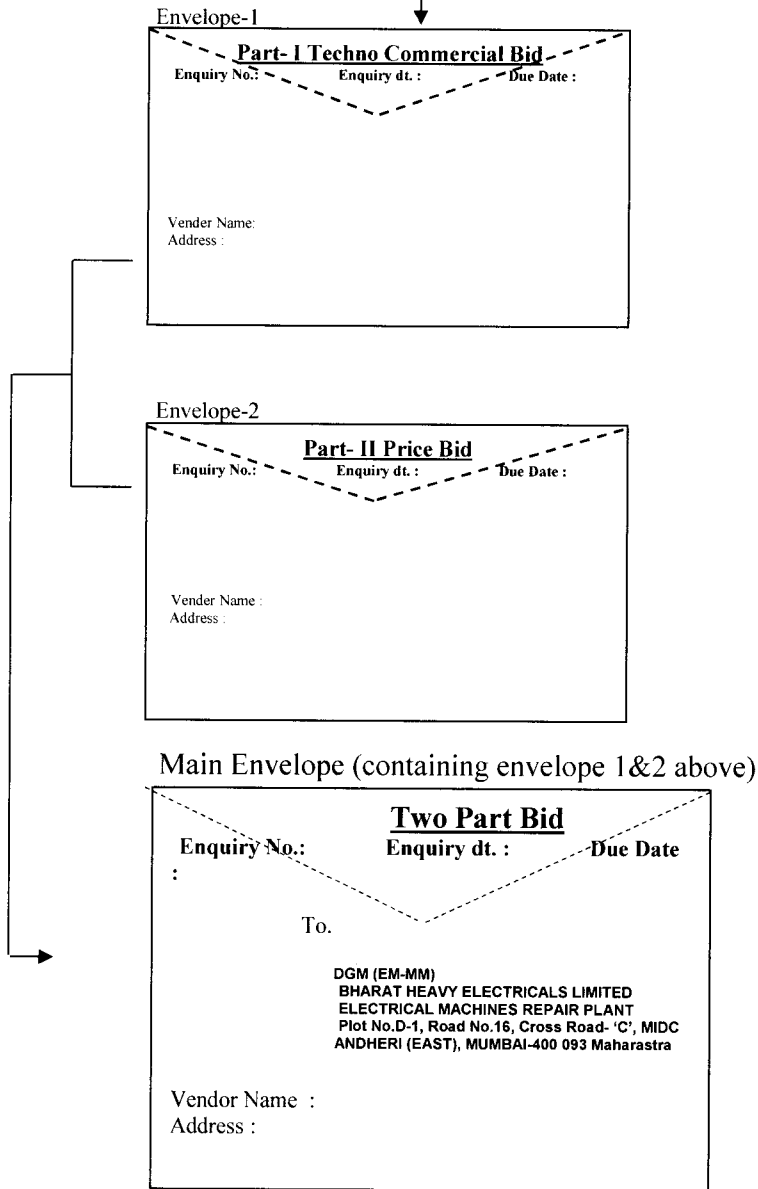 Envelope-1
Part- I Techno Commercial Bid
Enquiry No.: Enquiry dt. : Due Date :
Vender Name:
Address :
Envelope-2
Part- II Price Bid
Enquiry No.: Enquiry dt. : Due Date :
Vender Name :
Address :
Main Envelope (containing envelope 1&2 above)
Two Part Bid
Enquiry No.: Enquiry dt. : Due Date
:
To.
DGM (EM-MM)
BHARAT HEAVY ELECTRICALS LIMITED
ELECTRICAL MACHINES REPAIR PLANT
Plot No.D-1, Road No.16, Cross Road- ‘C’, MIDC
ANDHERI (EAST), MUMBAI-400 093 Maharastra
Vendor Name :
Address :